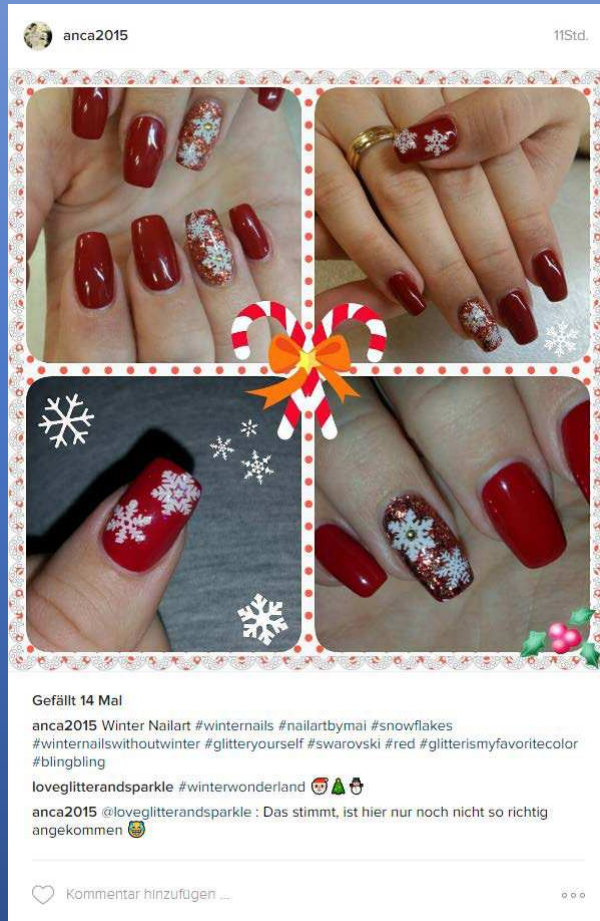 anca2015
11Std.
Gefällt 14 Mal
anca2015 Winter Nailart #winternails #nailartbymai #snowflakes
#winternailswithoutwinter #glitteryourself #swarovski #red #glitterismyfavoritecolor
#blingbling
loveglitterandsparkle #winterwonderland 🎅🎄⛄
anca2015 @loveglitterandsparkle : Das stimmt, ist hier nur noch nicht so richtig
angekommen 😹
Kommentar hinzufügen ...